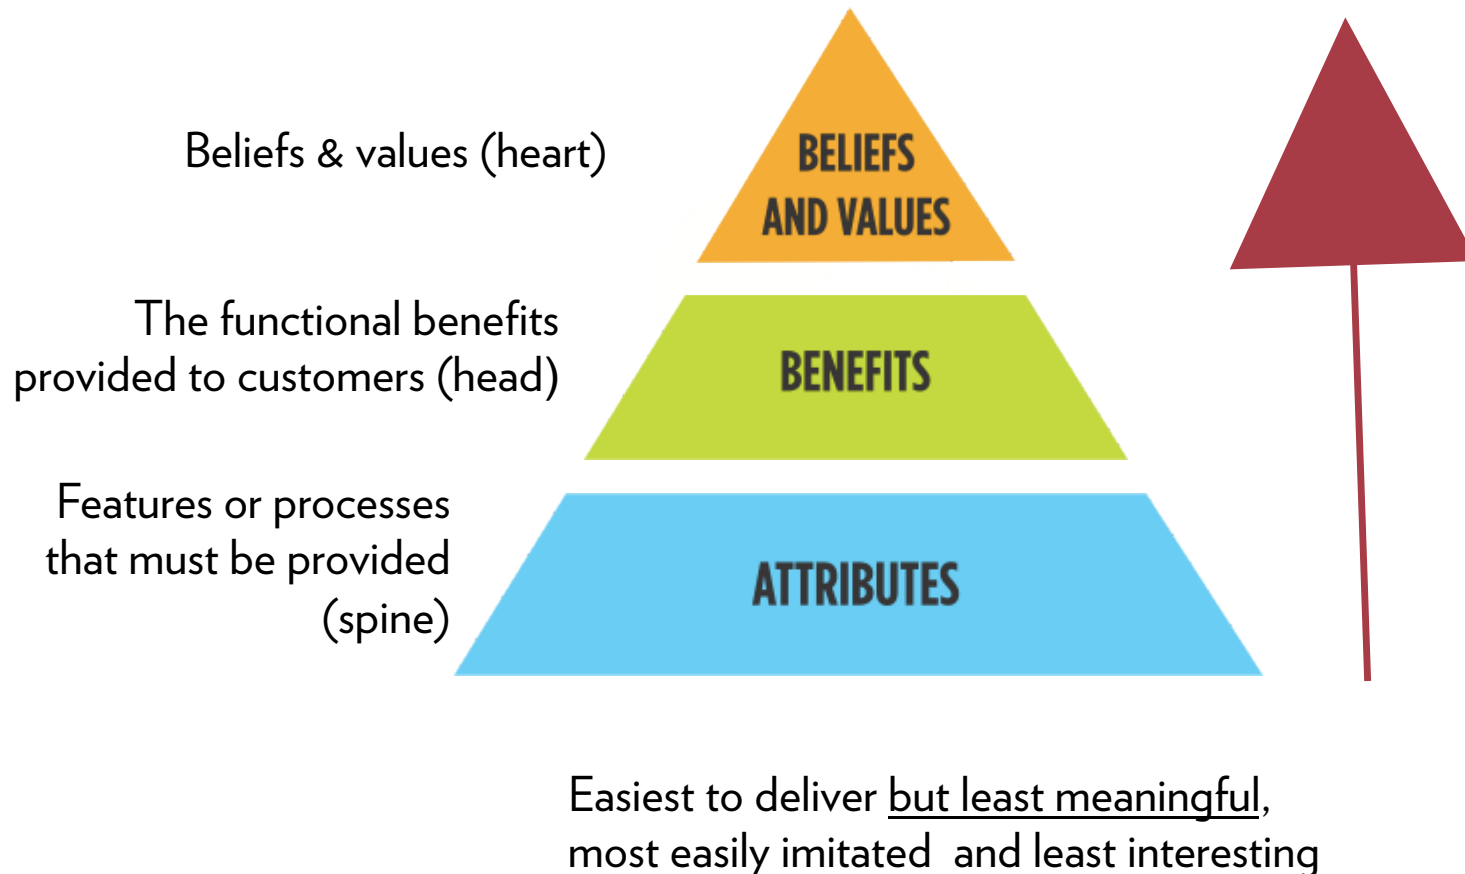 Beliefs & values (heart)
BELIEFS
AND VALUES
The functional benefits
provided to customers (head)
BENEFITS
Features or processes
that must be provided
(spine)
ATTRIBUTES
Easiest to deliver but least meaningful,
most easily imitated  and least interesting